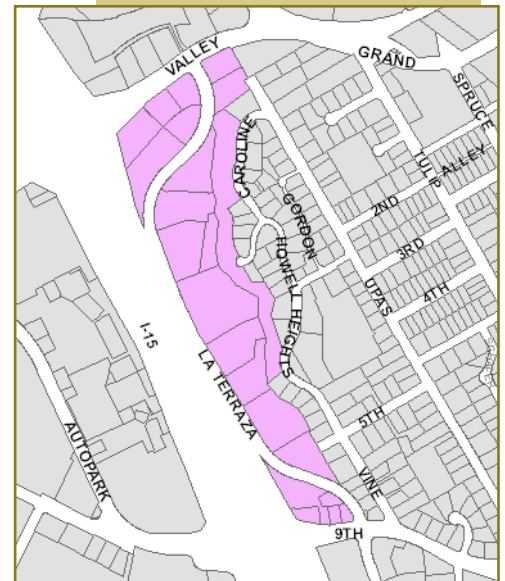 VALLEY
GRAND
SPRUCE
CAROLINE
TULIP
ALLEY
GORDON
2ND
HOWELL HEIGHTS
3RD
UPAS
4TH
I-15
LA TERRAZA
5TH
AUTOPARK
VINE
9TH